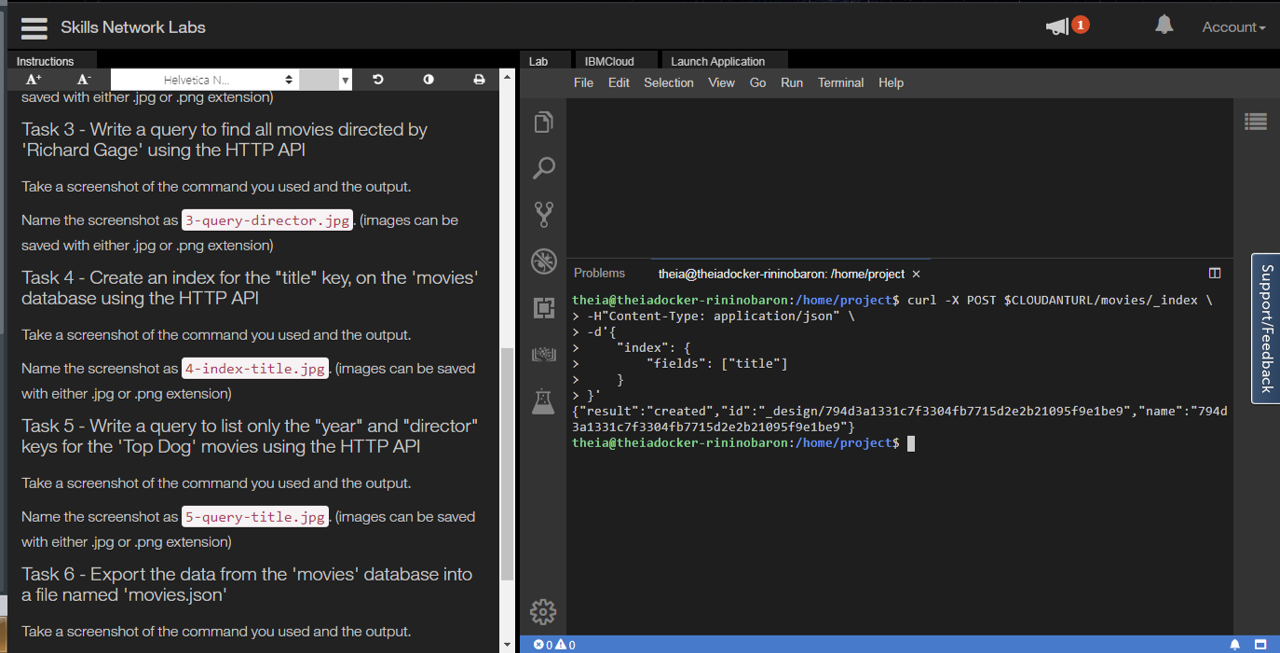 Skills Network Labs
1
Account
Instructions
Lab
IBMCloud
Launch Application
A+
A-
Helvetica N...
File Edit Selection View Go Run Terminal Help
saved with either .jpg or .png extension)
Task 3 - Write a query to find all movies directed by
'Richard Gage' using the HTTP API
Take a screenshot of the command you used and the output.
Name the screenshot as 3-query-director.jpg. (images can be
saved with either .jpg or .png extension)
Task 4 - Create an index for the "title" key, on the 'movies'
database using the HTTP API
Take a screenshot of the command you used and the output.
Name the screenshot as 4-index-title.jpg. (images can be saved
with either .jpg or .png extension)
Task 5 - Write a query to list only the "year" and "director"
keys for the 'Top Dog' movies using the HTTP API
Take a screenshot of the command you used and the output.
Name the screenshot as 5-query-title.jpg. (images can be saved
with either .jpg or .png extension)
Task 6 - Export the data from the 'movies' database into
a file named 'movies.json'
Take a screenshot of the command you used and the output.
Problems
theia@theiadocker-rininobaron: /home/project ×
theia@theiadocker-rininobaron:/home/project$ curl -X POST $CLOUDANTURL/movies/_index \
> -H"Content-Type: application/json" \
> -d'{
>     "index": {
>         "fields": ["title"]
>     }
> }'
{"result":"created","id":"_design/794d3a1331c7f3304fb7715d2e2b21095f9e1be9","name":"794d
3a1331c7f3304fb7715d2e2b21095f9e1be9"}
theia@theiadocker-rininobaron:/home/project$
Support/Feedback
0 0